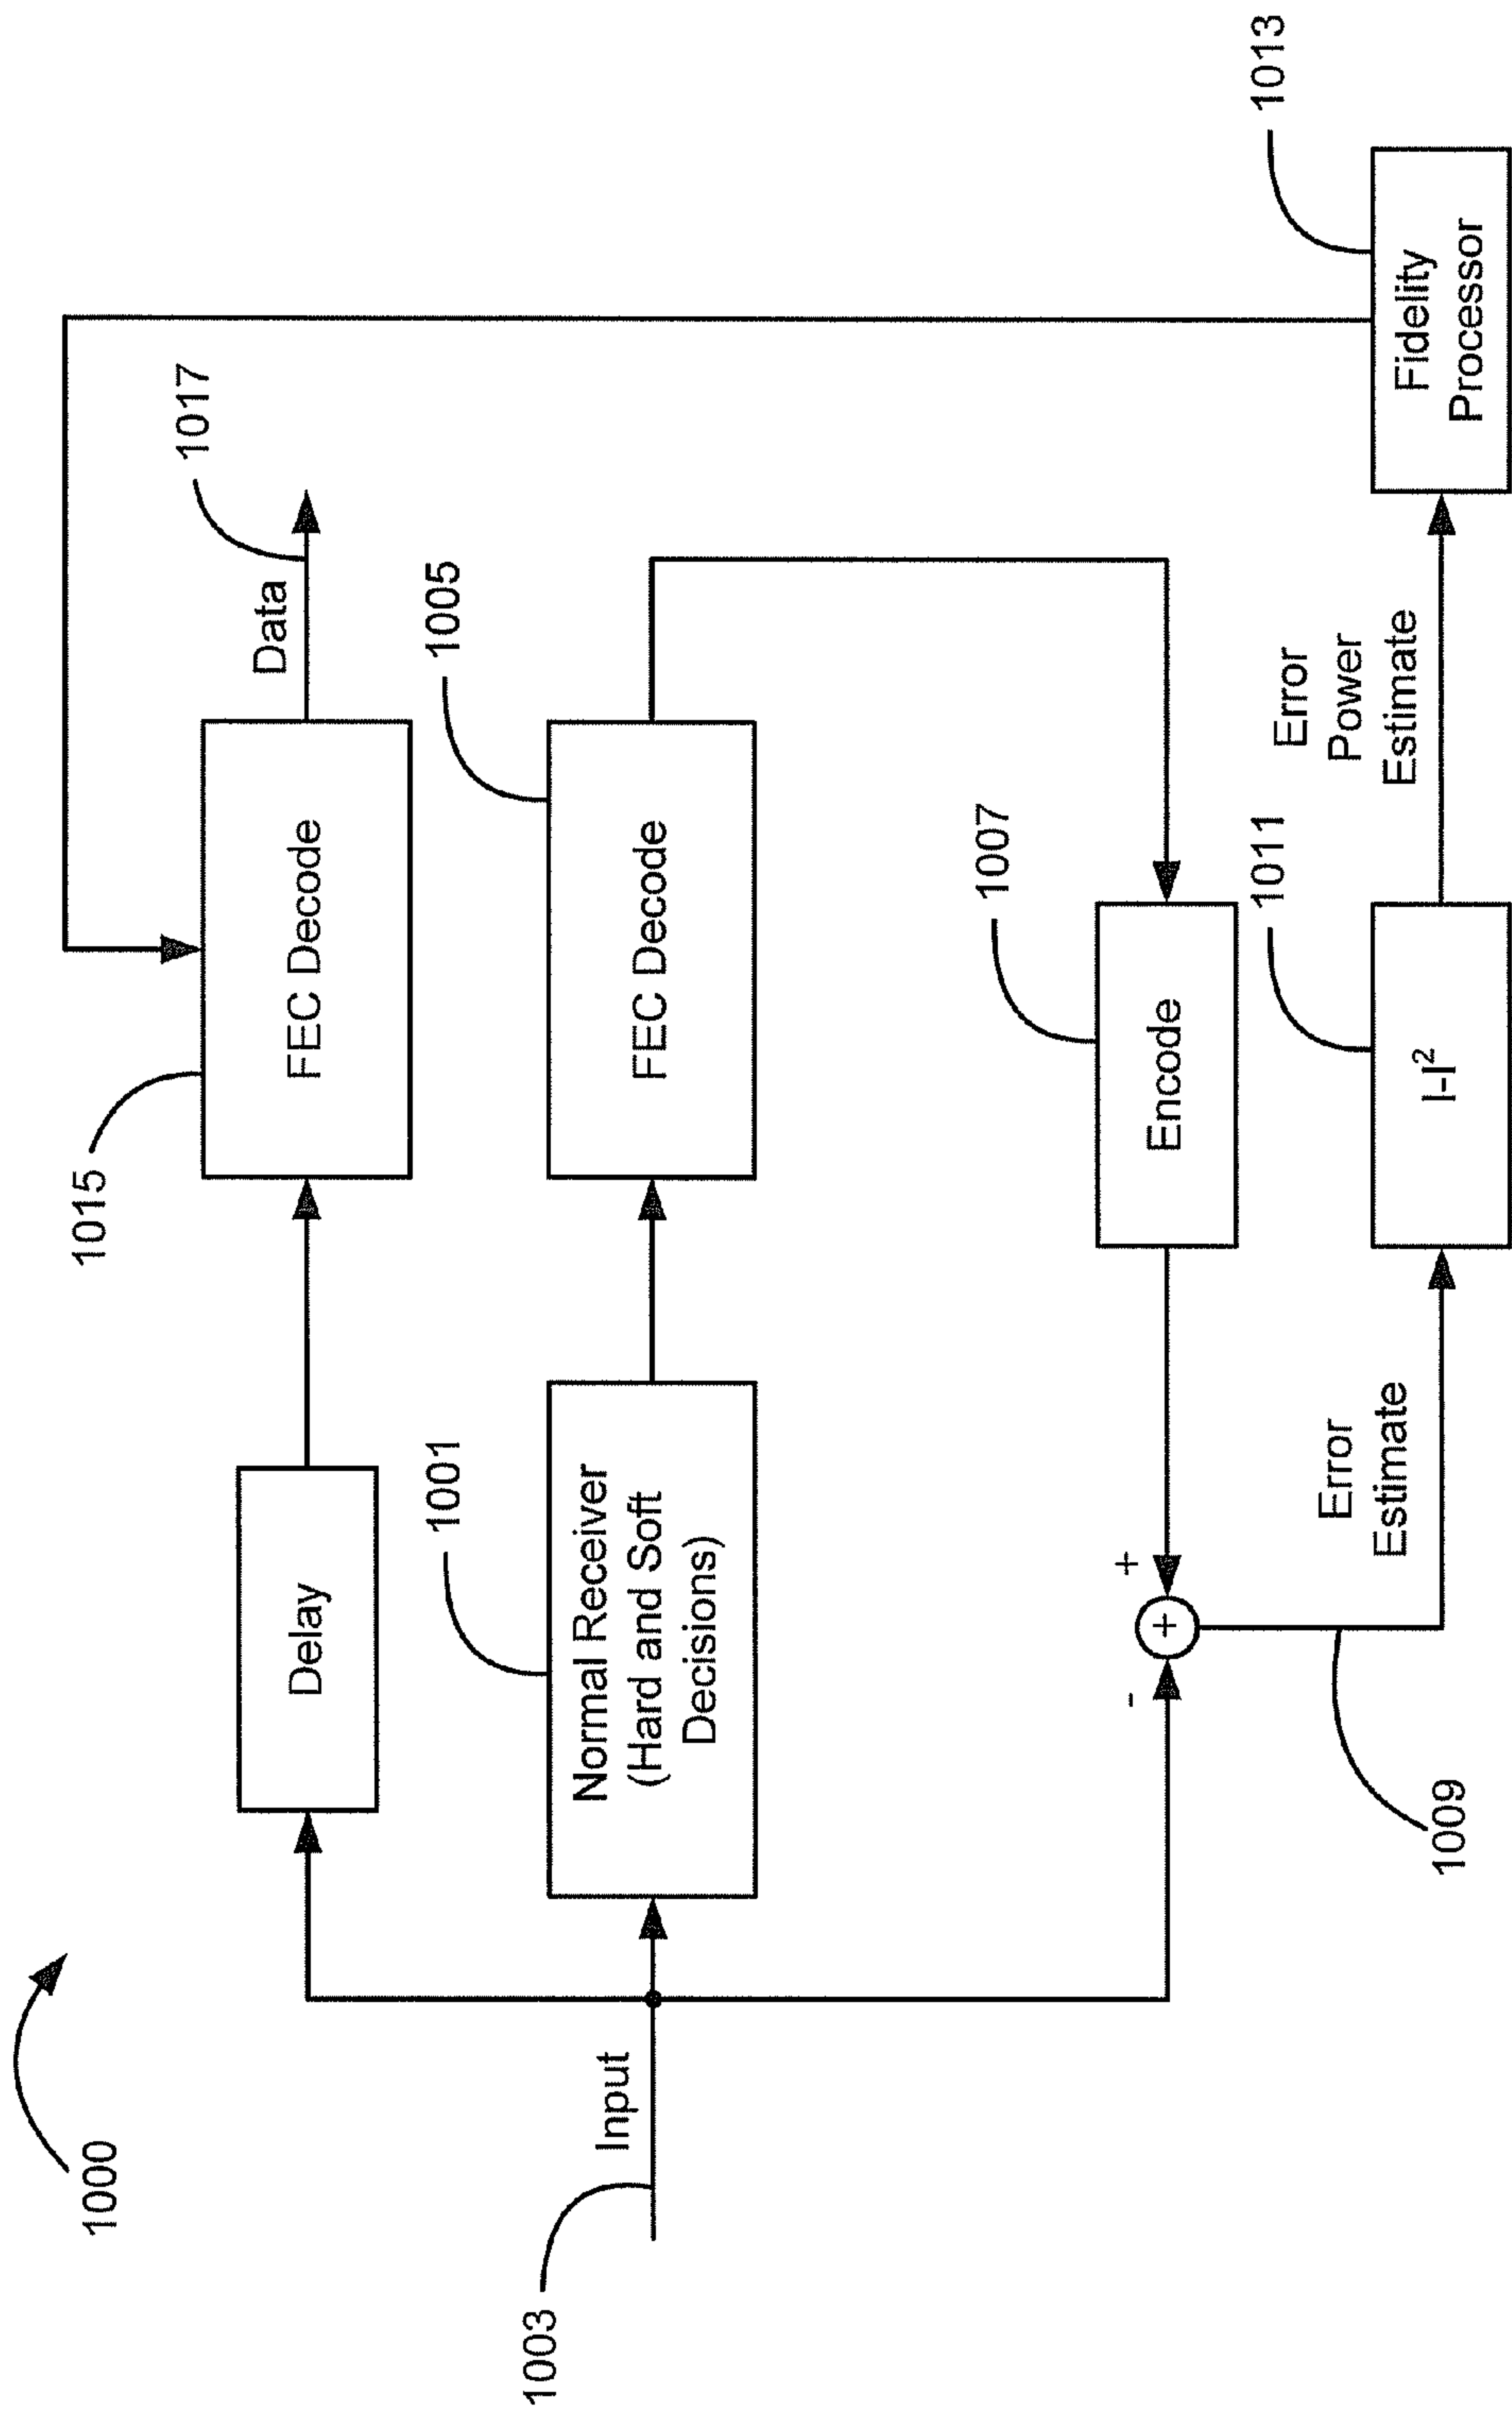 1000
1003
Input
Delay
1015
FEC Decode
Data
1017
1001
Normal Receiver
(Hard and Soft
Decisions)
FEC Decode
1005
-
+
+
Encode
1007
1009
Error
Estimate
I-I²
1011
Error
Power
Estimate
Fidelity
Processor
1013